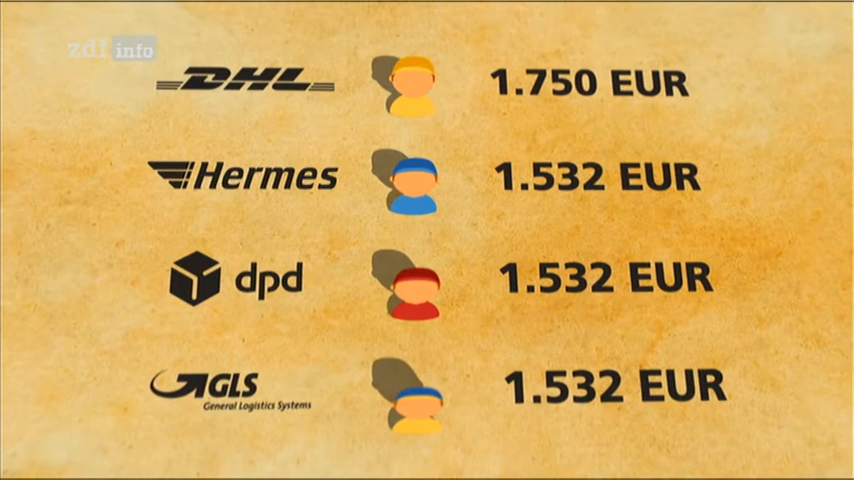 zdf info
DHL 1.750 EUR
Hermes 1.532 EUR
dpd 1.532 EUR
GLS 1.532 EUR
General Logistics Systems